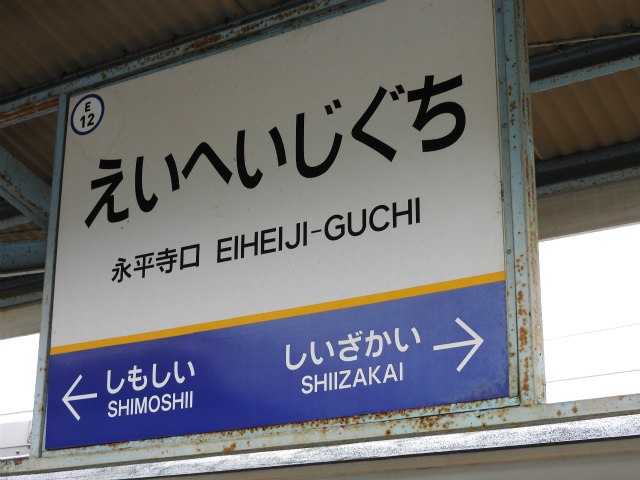 E
12
えいへいじぐち
永平寺口 EIHEIJI-GUCHI
← しもしい
SHIMOSHII
しいざかい →
SHIIZAKAI